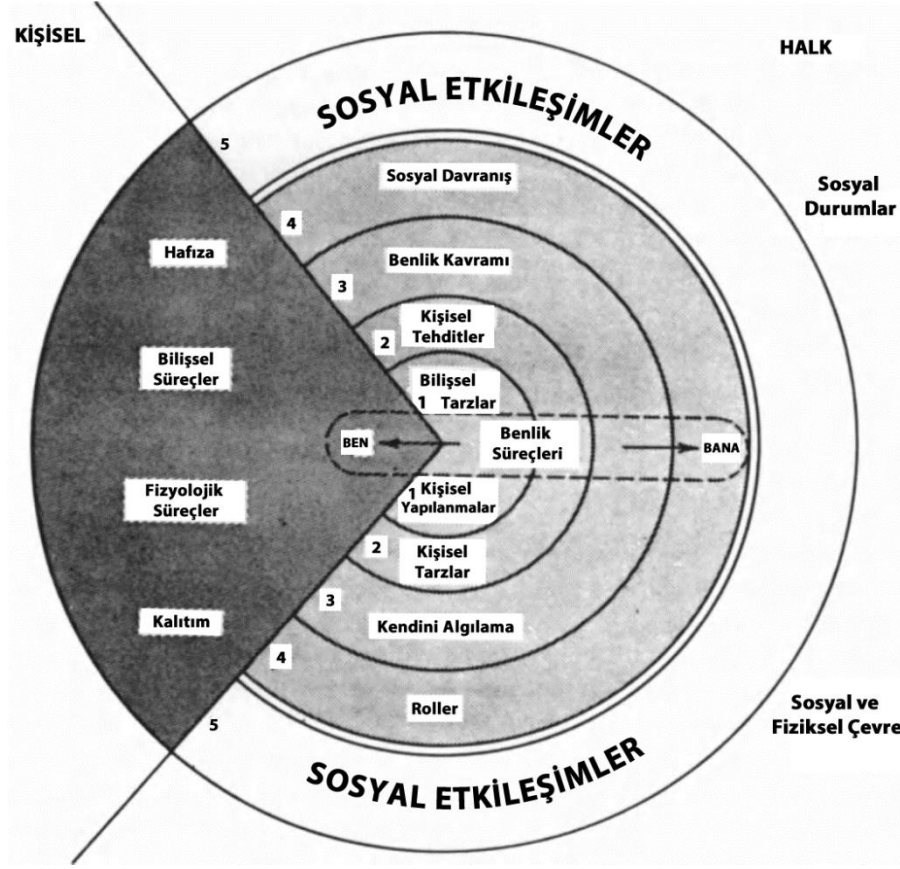 KİŞİSEL
HALK
SOSYAL ETKİLEŞİMLER
5
Sosyal Davranış
Sosyal
Durumlar
4
Hafıza
Benlik Kavramı
3
Kişisel
Tehditler
2
Bilişsel
Süreçler
Bilişsel
1 Tarzlar
BEN
Benlik
Süreçleri
BANA
Fizyolojik
Süreçler
1 Kişisel
Yapılanmalar
2
Kişisel
Tarzlar
3
Kalıtım
Kendini Algılama
4
Roller
5
Sosyal ve
Fiziksel Çevre
SOSYAL ETKİLEŞİMLER